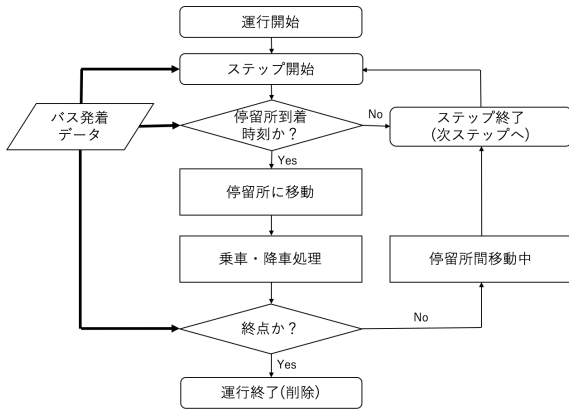 運行開始
ステップ開始
バス発着
データ
停留所到着
時刻か？
No
ステップ終了
(次ステップへ)
Yes
停留所に移動
乗車・降車処理
停留所間移動中
終点か？
No
Yes
運行終了(削除)